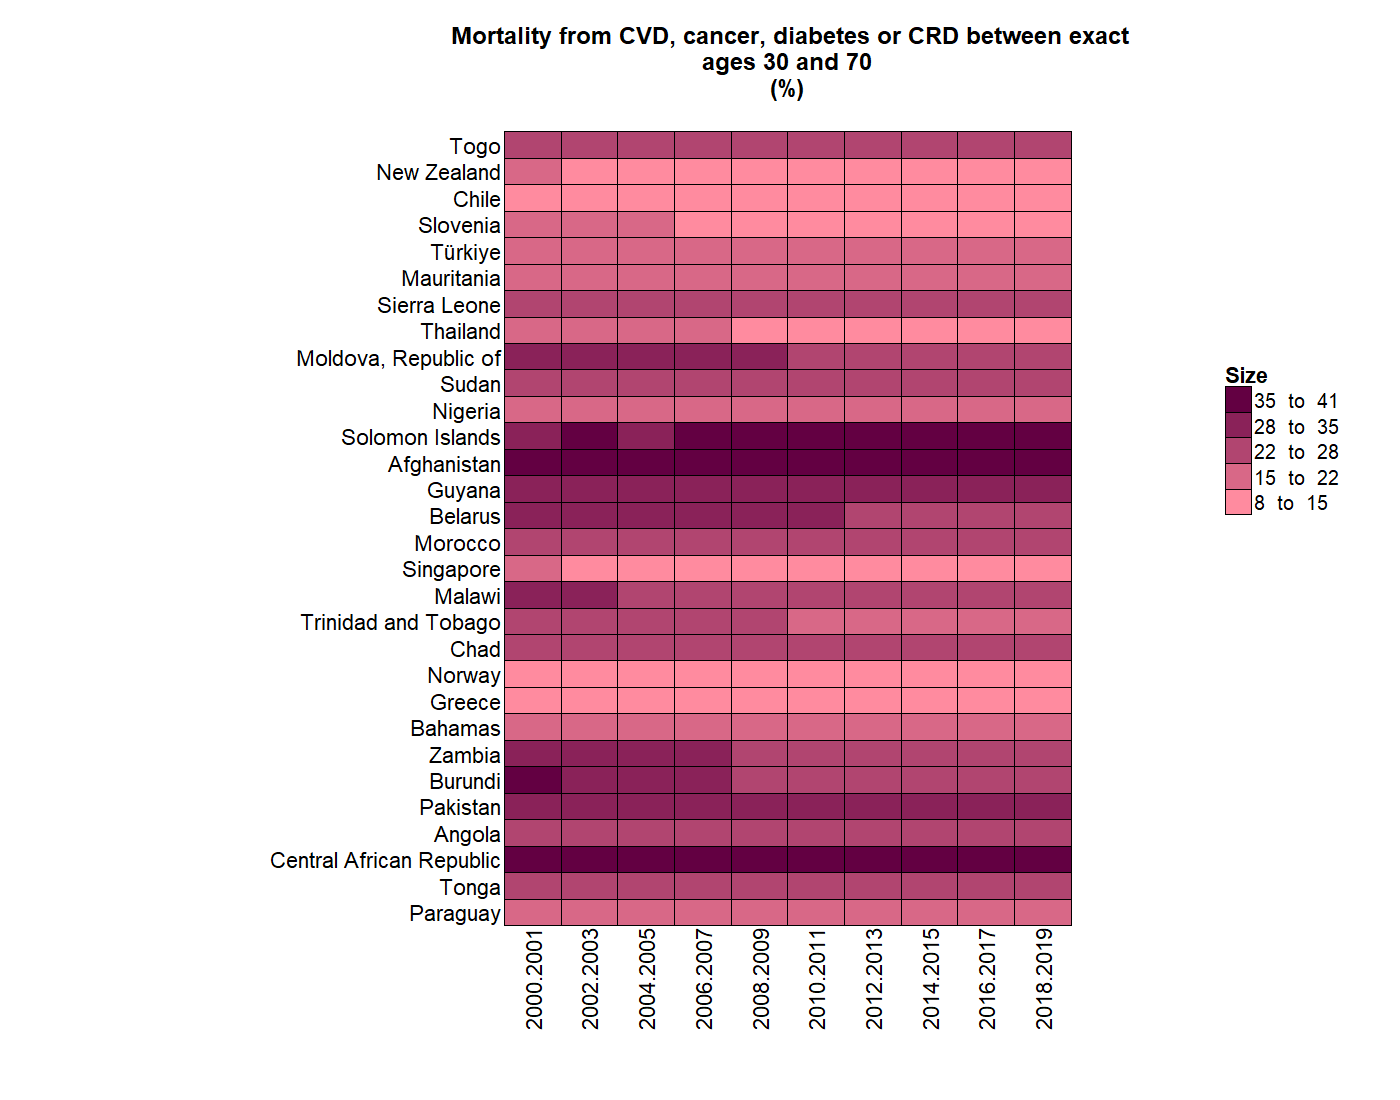 Mortality from CVD, cancer, diabetes or CRD between exact
ages 30 and 70
(%)
Togo
New Zealand
Chile
Slovenia
Türkiye
Mauritania
Sierra Leone
Thailand
Moldova, Republic of
Sudan
Nigeria
Solomon Islands
Afghanistan
Guyana
Belarus
Morocco
Singapore
Malawi
Trinidad and Tobago
Chad
Norway
Greece
Bahamas
Zambia
Burundi
Pakistan
Angola
Central African Republic
Tonga
Paraguay
2000.2001
2002.2003
2004.2005
2006.2007
2008.2009
2010.2011
2012.2013
2014.2015
2016.2017
2018.2019
Size
35 to 41
28 to 35
22 to 28
15 to 22
8 to 15